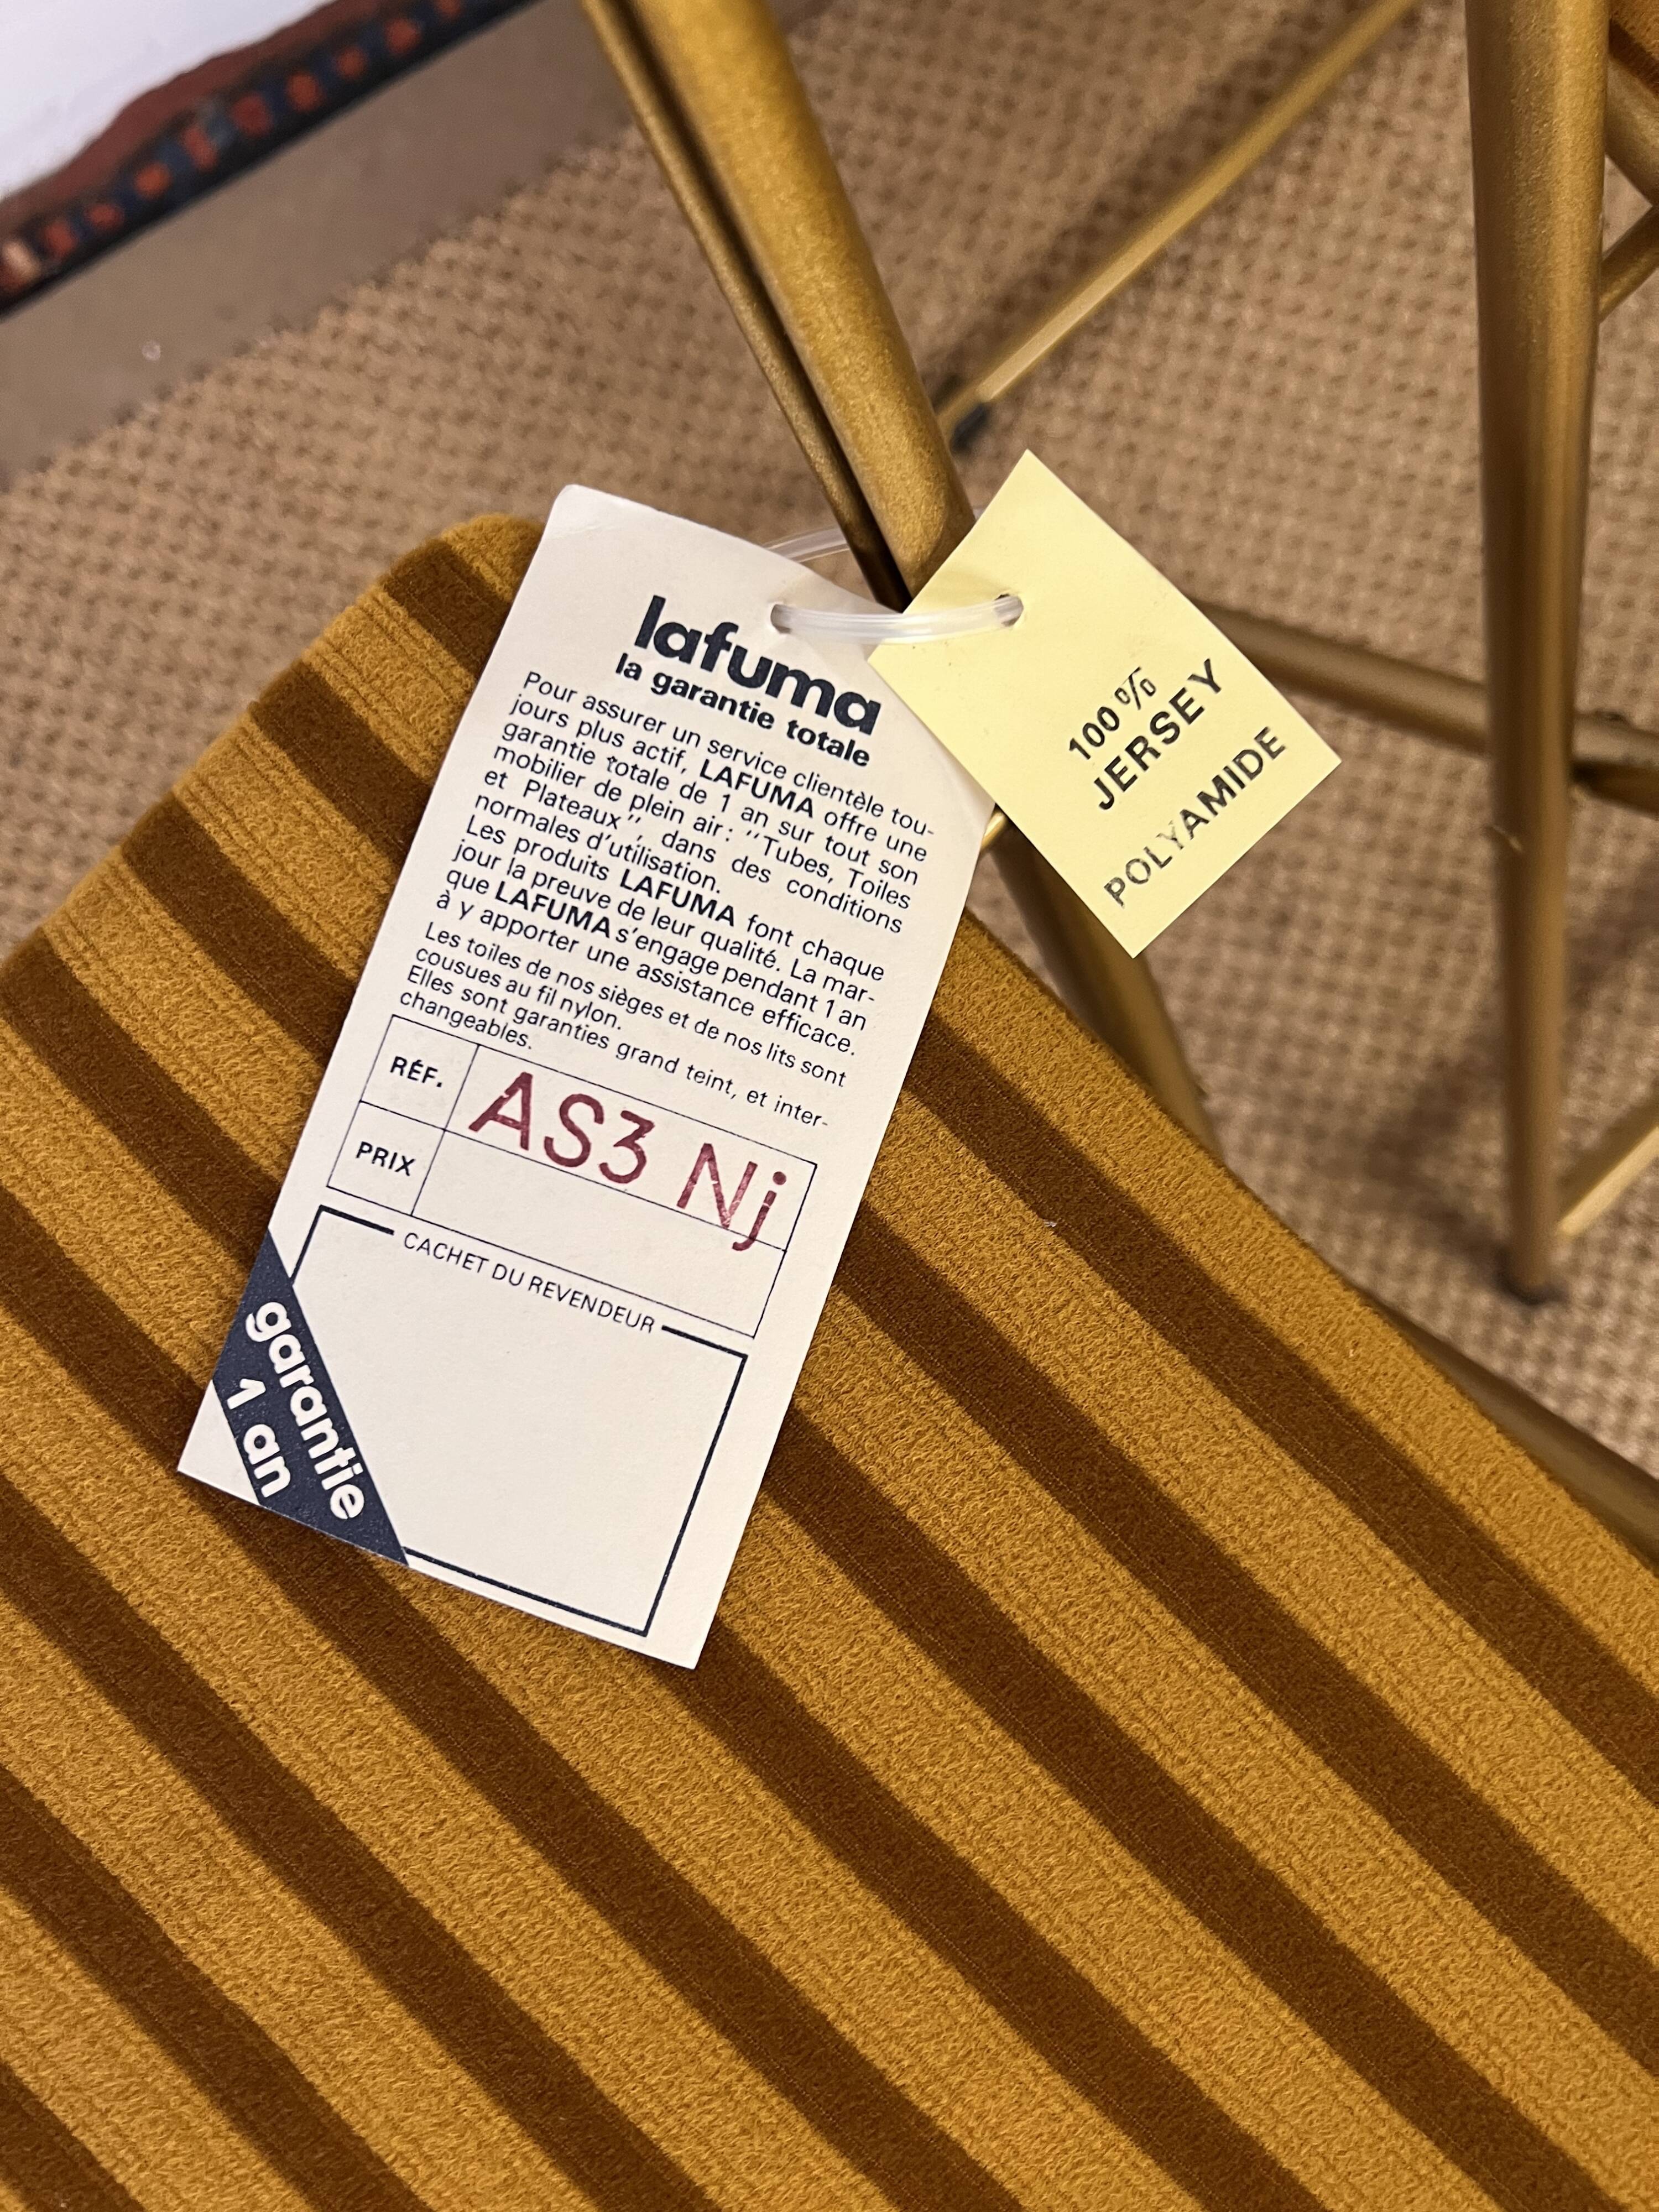 lafuma
la garantie totale
Pour assurer un service clientèle tou-
jours plus actif, LAFUMA offre une
garantie totale de 1 an sur tout son
mobilier de plein air : "Tubes, Toiles
et Plateaux", dans des conditions
normales d'utilisation.
Les produits LAFUMA font chaque
jour la preuve de leur qualité. La mar-
que LAFUMA s'engage pendant 1 an
à y apporter une assistance efficace.
Les toiles de nos sièges et de nos lits sont
cousues au fil nylon.
Elles sont garanties grand teint, et inter-
changeables.
RÉF. AS3 Nj
PRIX
CACHET DU REVENDEUR
garantie
1 an
100%
JERSEY
POLYAMIDE